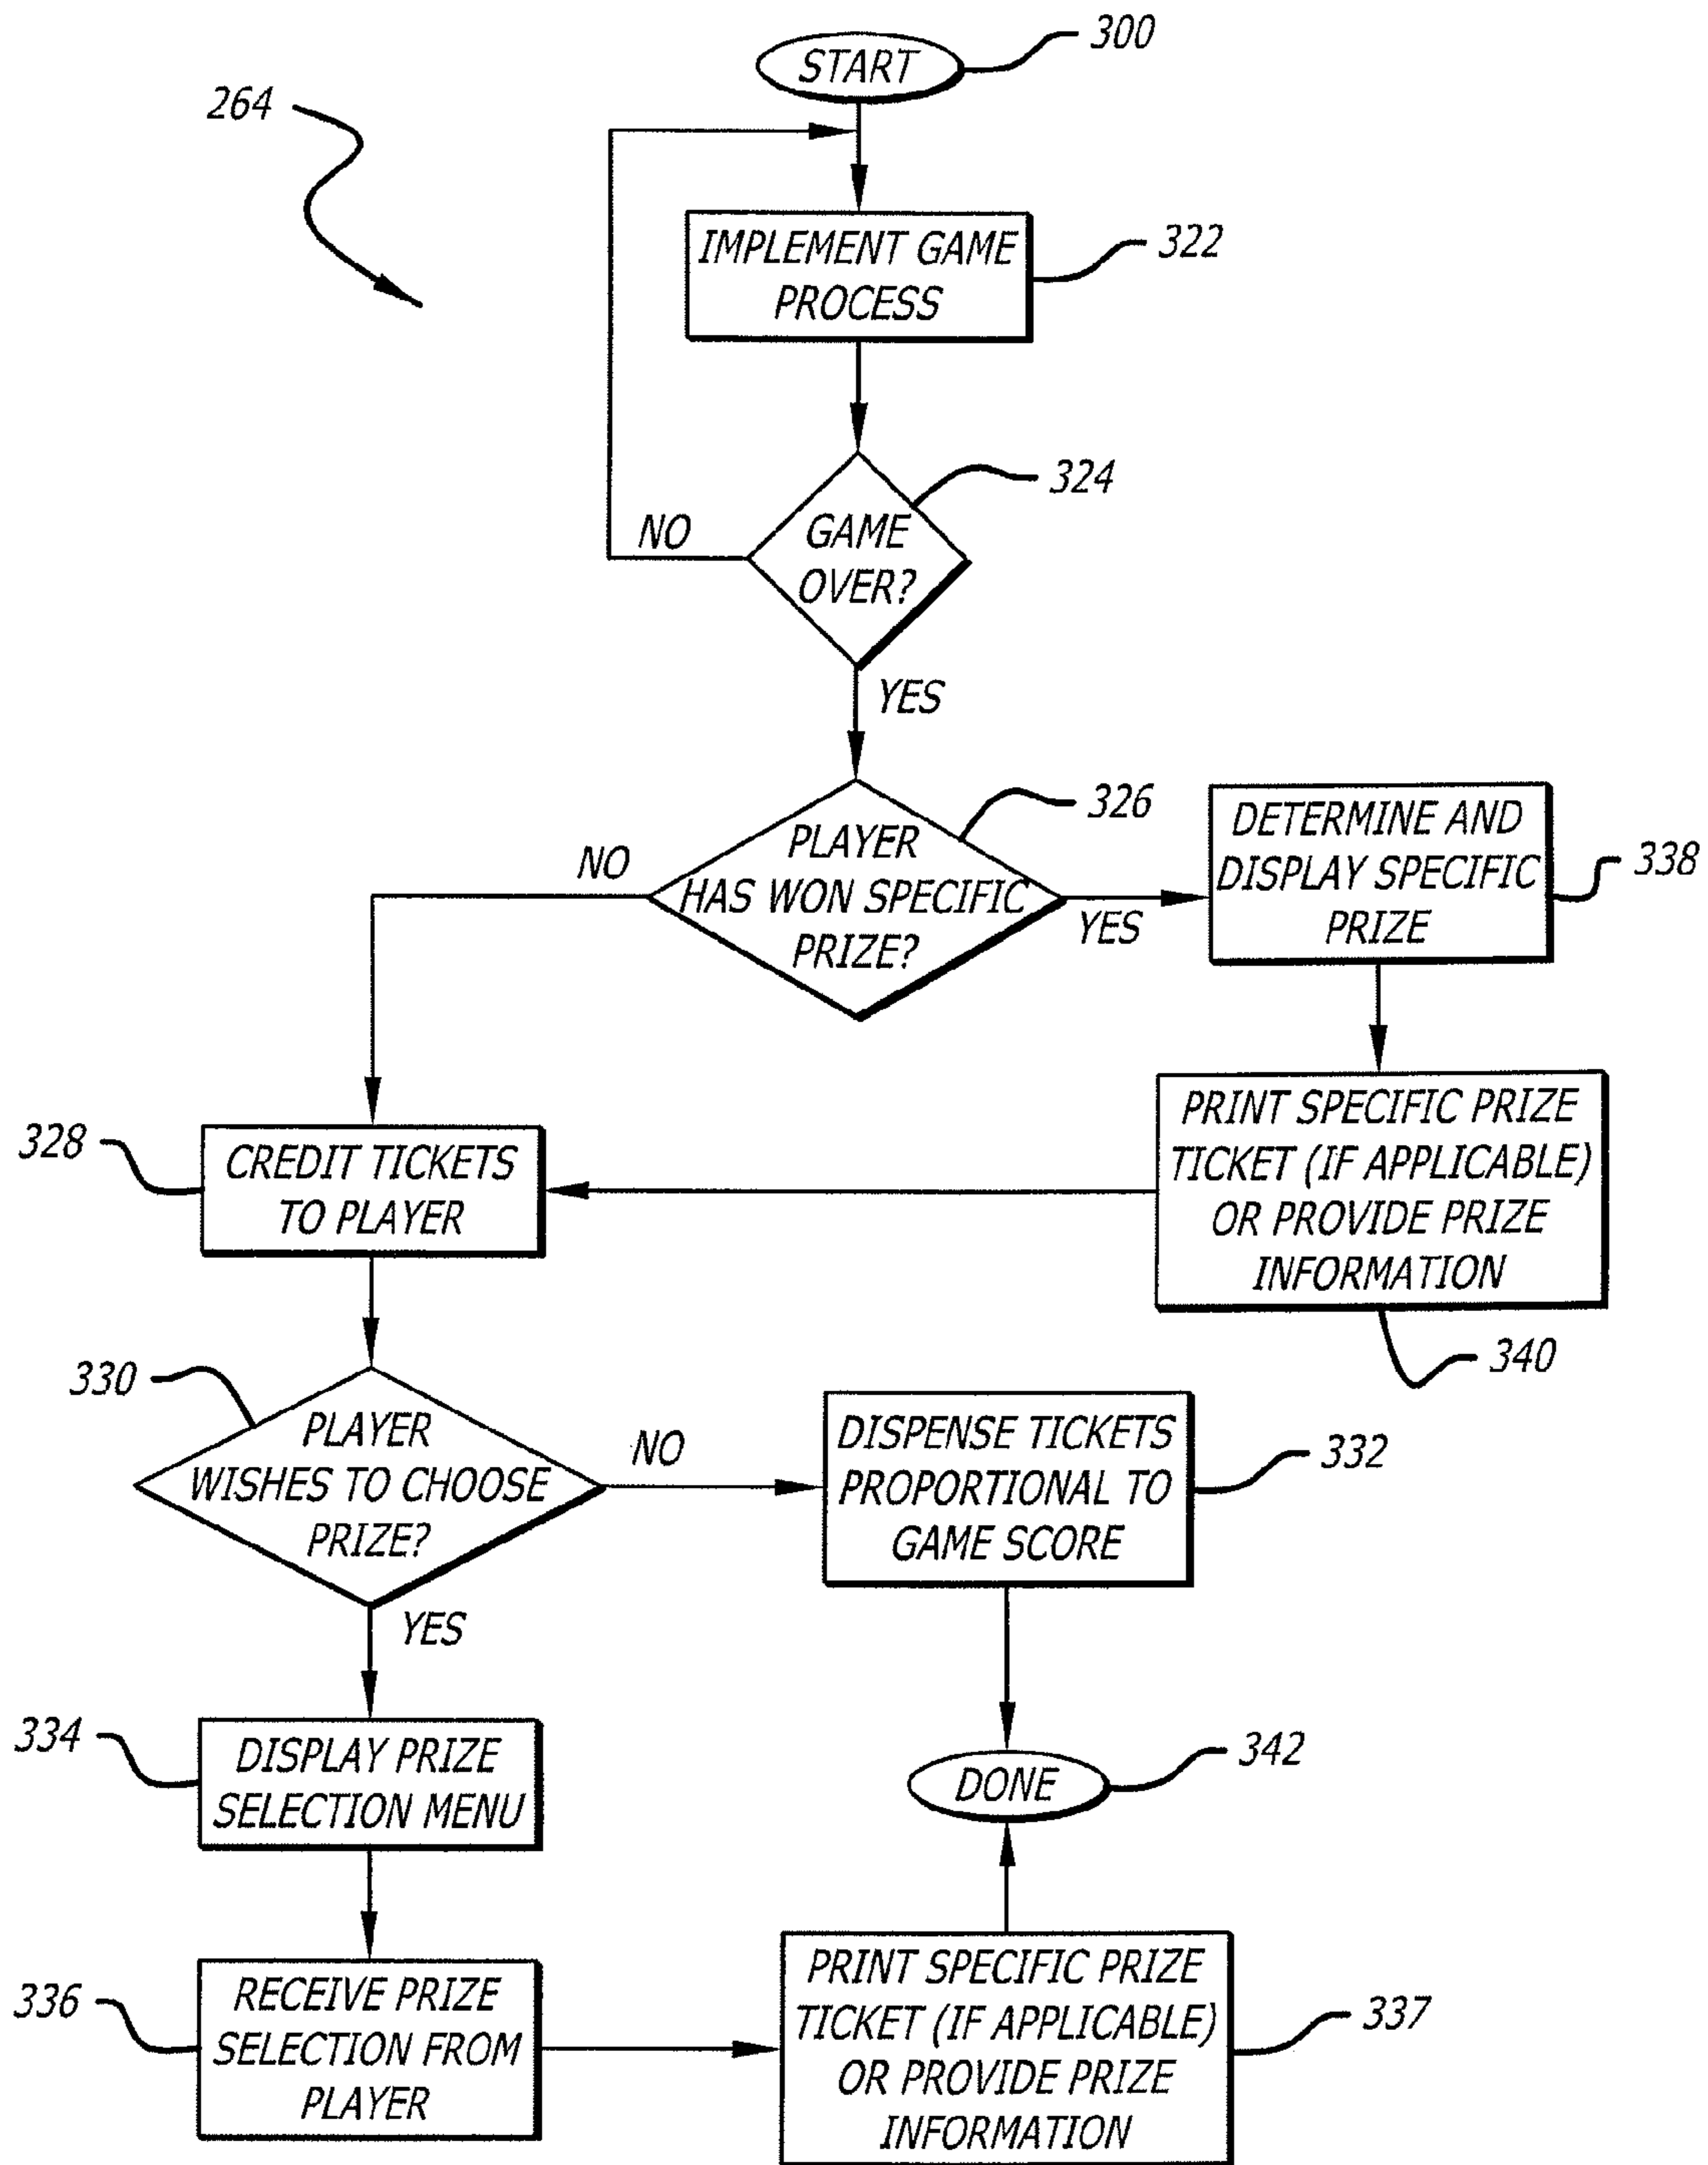 START
300
264
IMPLEMENT GAME
PROCESS
322
GAME
OVER?
324
NO
YES
PLAYER
HAS WON SPECIFIC
PRIZE?
326
NO
YES
DETERMINE AND
DISPLAY SPECIFIC
PRIZE
338
328
CREDIT TICKETS
TO PLAYER
PRINT SPECIFIC PRIZE
TICKET (IF APPLICABLE)
OR PROVIDE PRIZE
INFORMATION
340
330
PLAYER
WISHES TO CHOOSE
PRIZE?
NO
YES
DISPENSE TICKETS
PROPORTIONAL TO
GAME SCORE
332
334
DISPLAY PRIZE
SELECTION MENU
DONE
342
336
RECEIVE PRIZE
SELECTION FROM
PLAYER
PRINT SPECIFIC PRIZE
TICKET (IF APPLICABLE)
OR PROVIDE PRIZE
INFORMATION
337